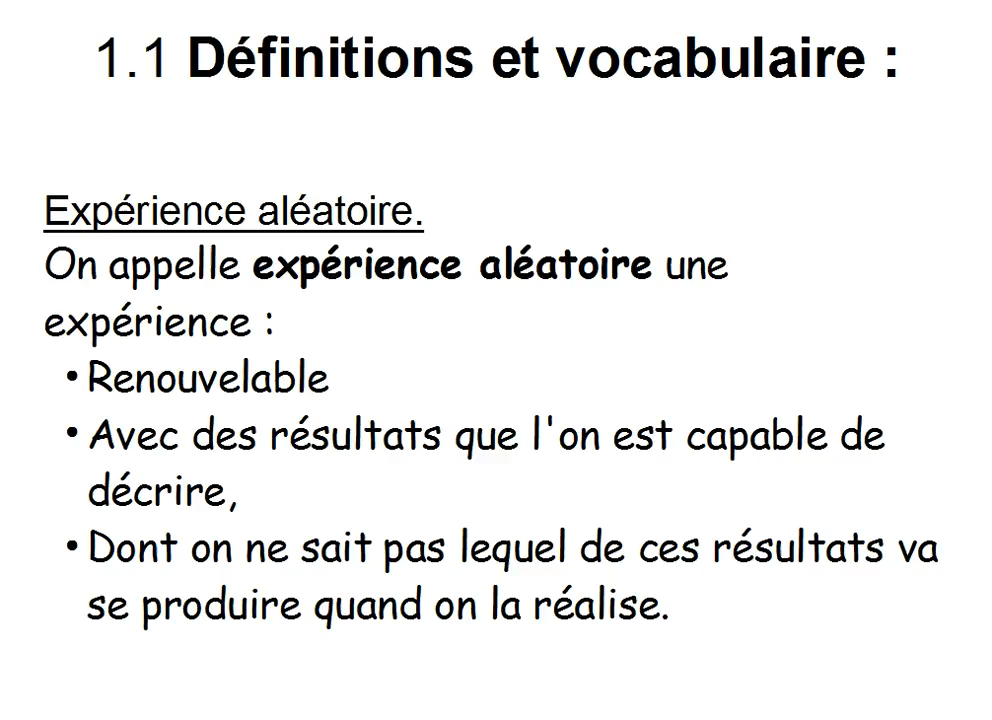 1.1 Définitions et vocabulaire :
Expérience aléatoire.
On appelle expérience aléatoire une
expérience :
• Renouvelable
• Avec des résultats que l'on est capable de
décrire,
• Dont on ne sait pas lequel de ces résultats va
se produire quand on la réalise.